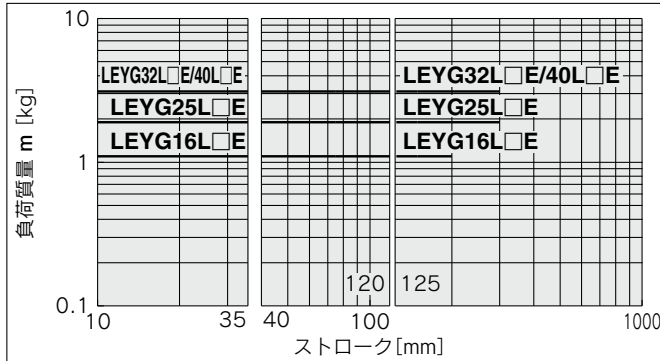 10
LEYG32L□E/40L□E
LEYG32L□E/40L□E
LEYG25L□E
LEYG25L□E
LEYG16L□E
LEYG16L□E
負荷質量 m [kg]
1
120
125
0.1
10
35
40
100
1000
ストローク[mm]